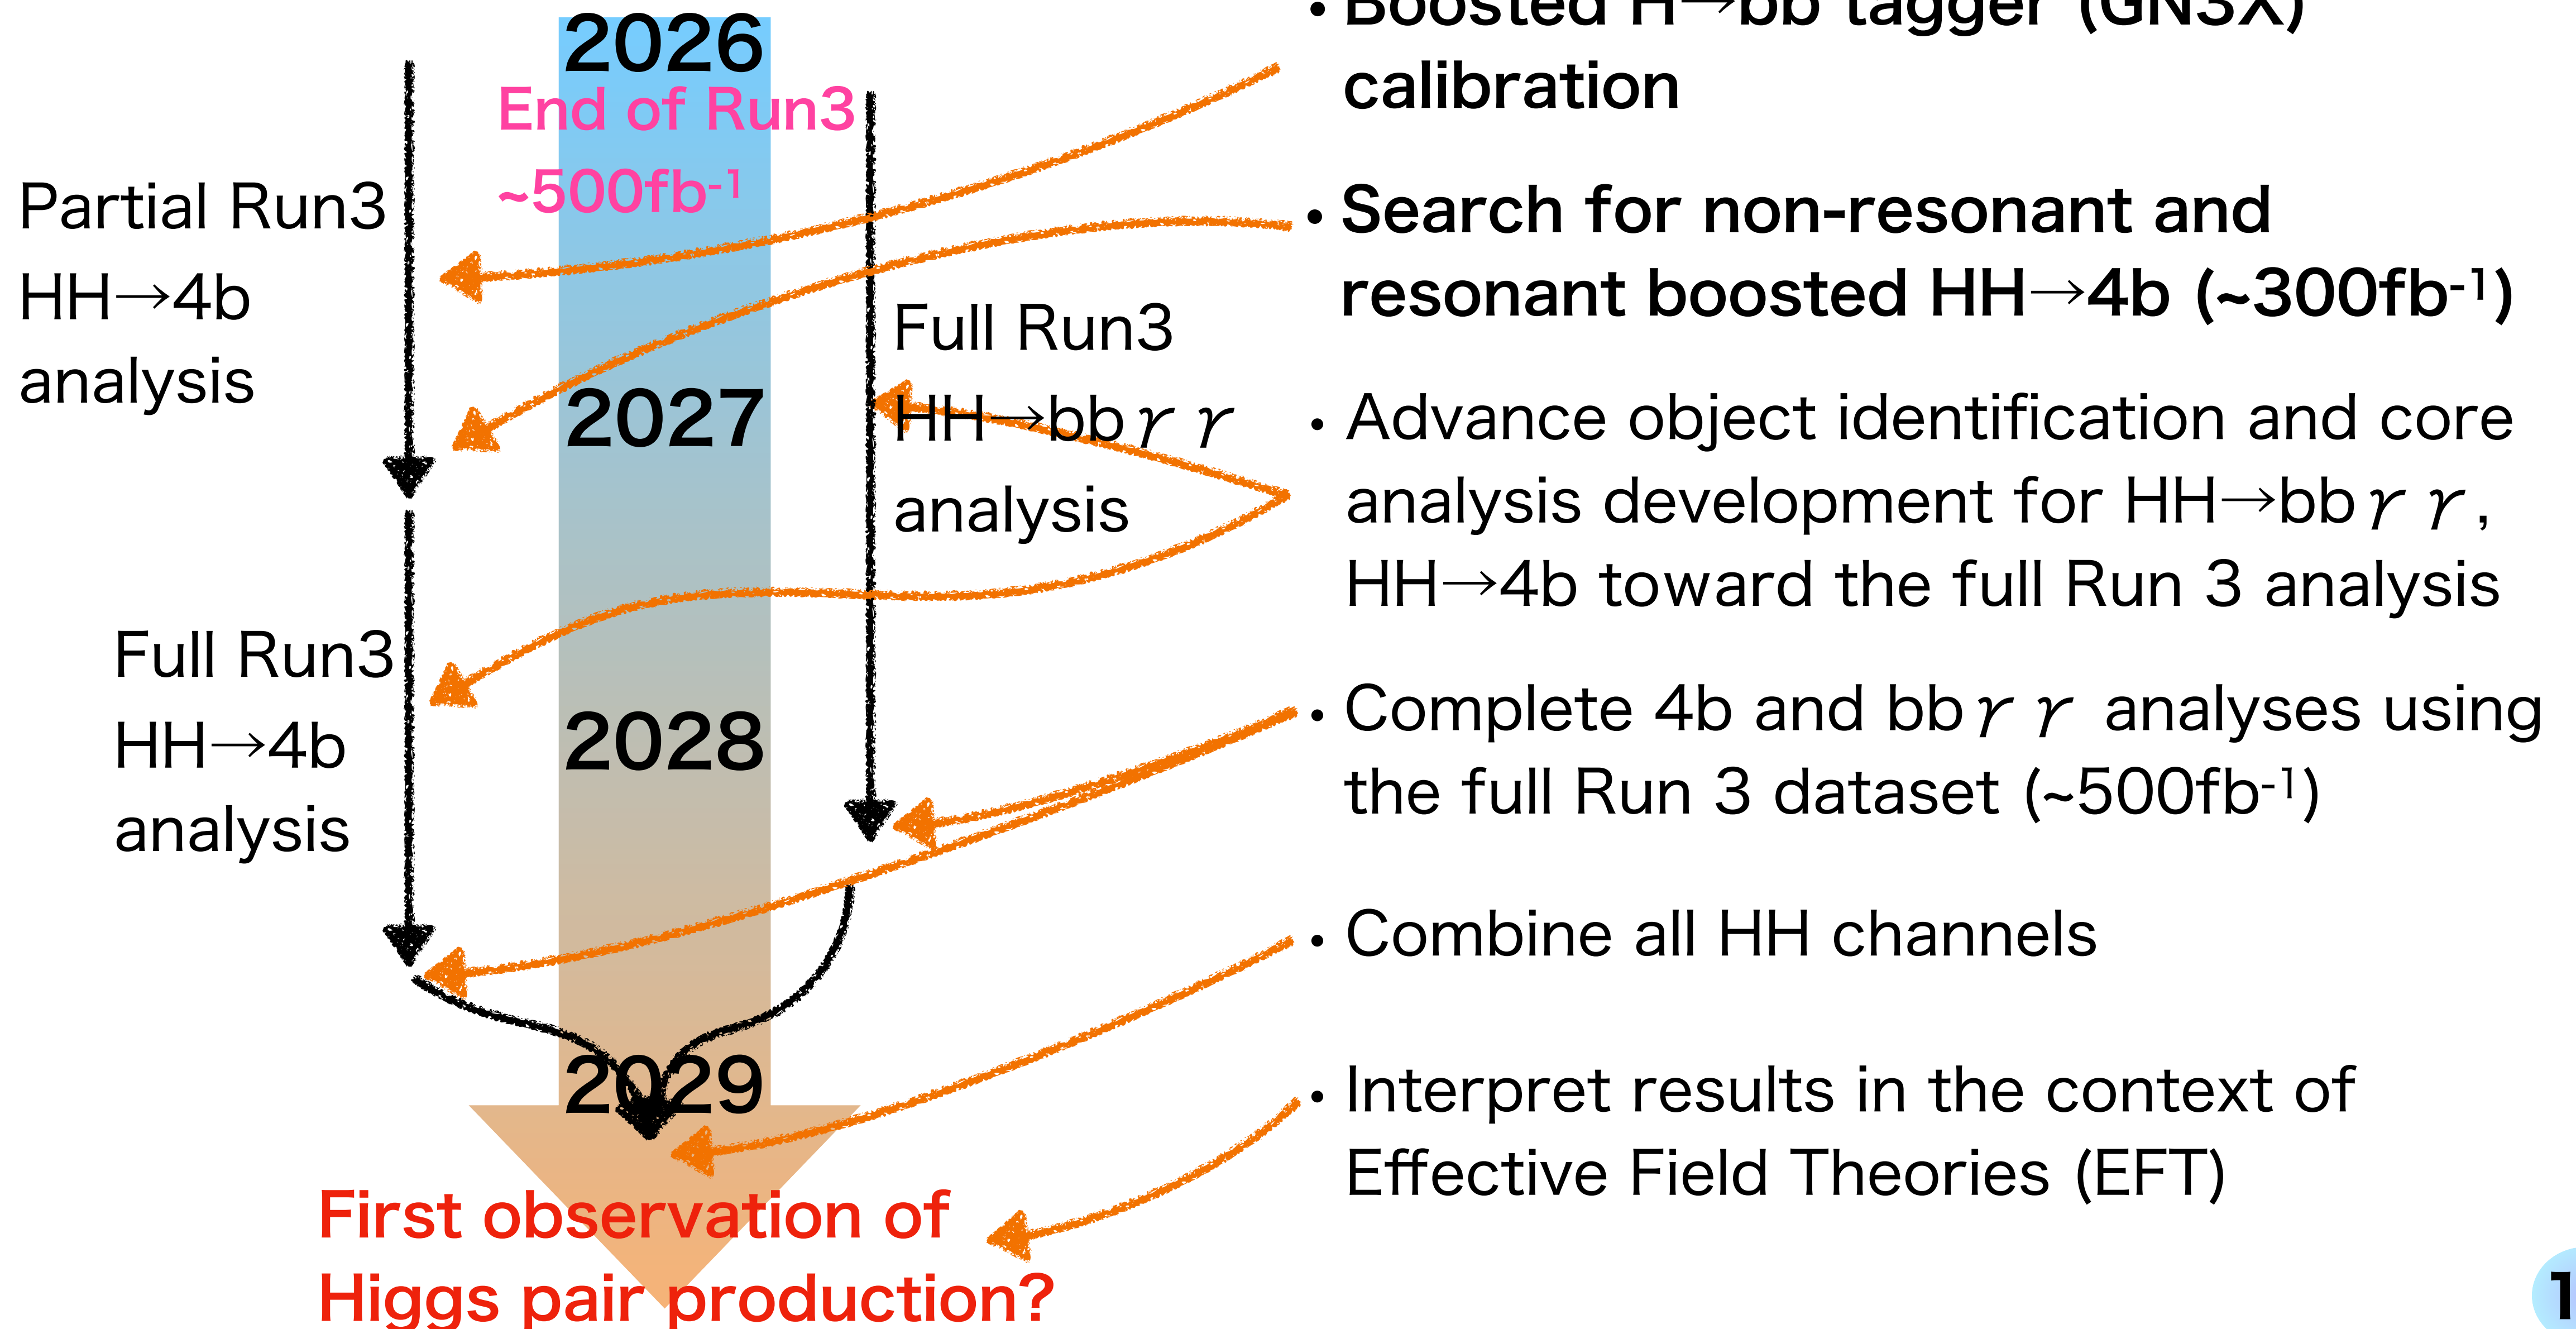 2026
End of Run3
~500fb-1
Partial Run3
HH→4b
analysis
Full Run3
HH→bbγγ
analysis
2027
Full Run3
HH→4b
analysis
2028
2029
First observation of
Higgs pair production?
• Boosted H→bb tagger (GN3X)
calibration
• Search for non-resonant and
resonant boosted HH→4b (~300fb-1)
• Advance object identification and core
analysis development for HH→bbγγ,
HH→4b toward the full Run 3 analysis
• Complete 4b and bbγγ analyses using
the full Run 3 dataset (~500fb-1)
• Combine all HH channels
• Interpret results in the context of
Effective Field Theories (EFT)